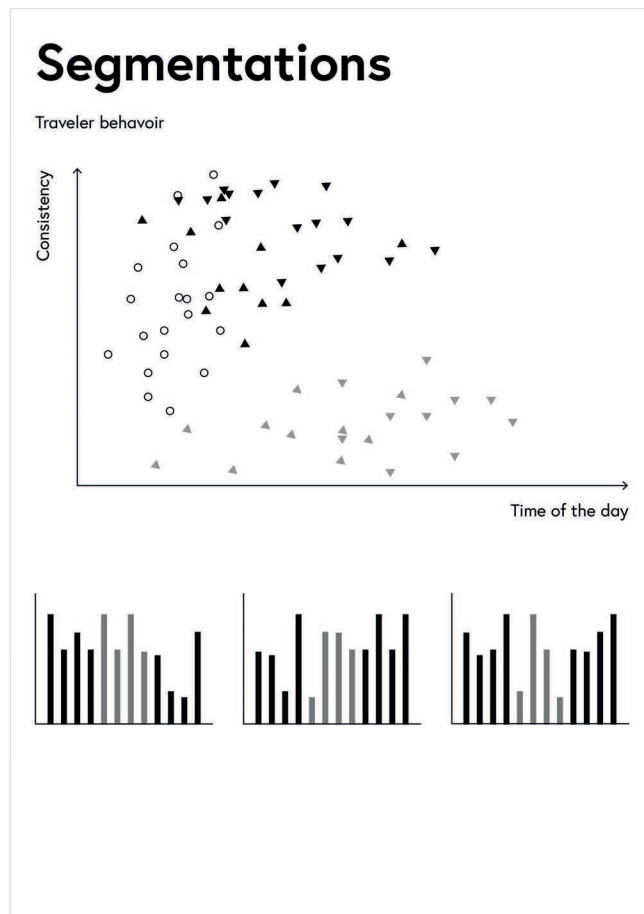 Segmentations
Traveler behavoir
Consistency
Time of the day